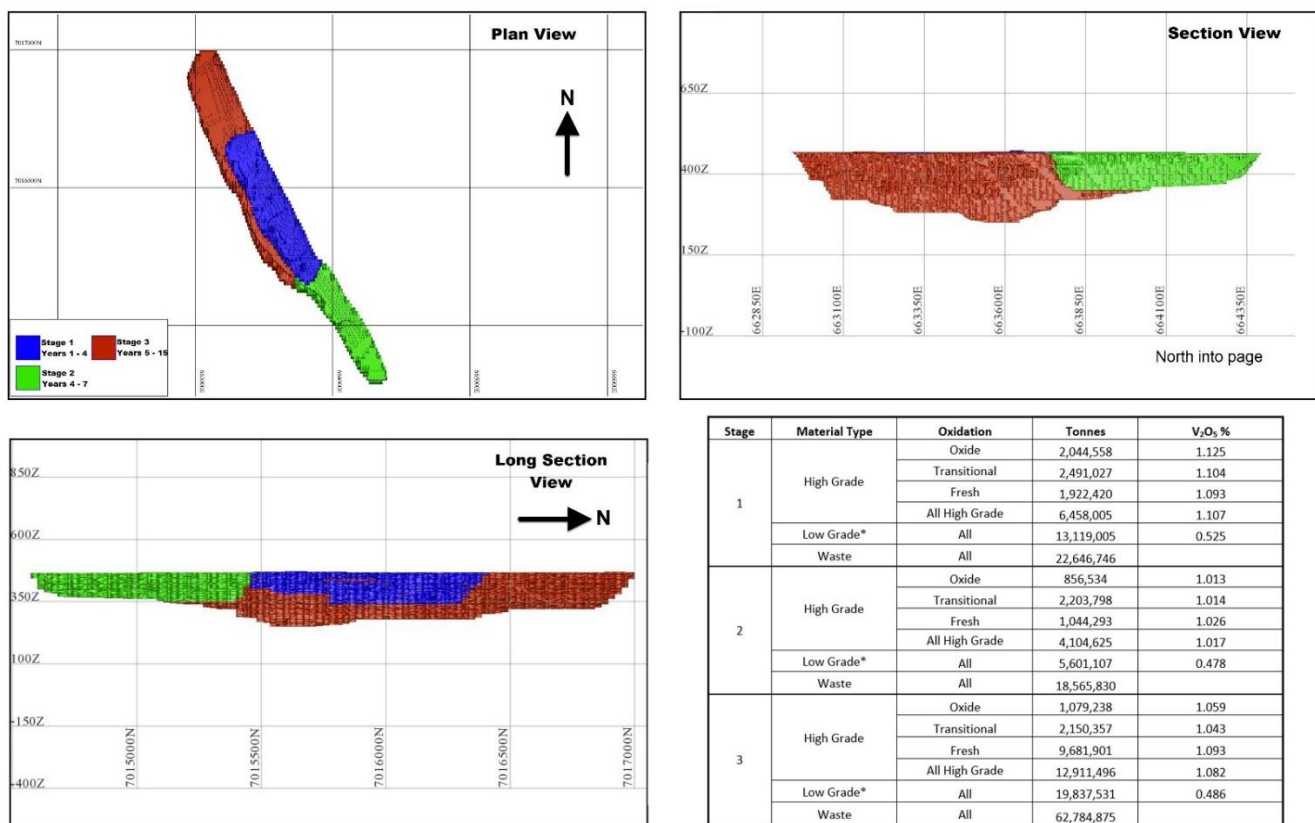 Plan View
N
7017000N
7016000N
Stage 1
Years 1 - 4
Stage 3
Years 5 - 15
Stage 2
Years 4 - 7
Section View
650Z
400Z
150Z
-100Z
662850E
663100E
663350E
663600E
663850E
664100E
664350E
North into page
Long Section
View
N
850Z
600Z
350Z
100Z
-150Z
-400Z
7015000N
7015500N
7016000N
7016500N
7017000N
Stage Material Type Oxidation Tonnes V₂O₅ %
1 High Grade Oxide 2,044,558 1.125
Transitional 2,491,027 1.104
Fresh 1,922,420 1.093
All High Grade 6,458,005 1.107
Low Grade* All 13,119,005 0.525
Waste All 22,646,746
2 High Grade Oxide 856,534 1.013
Transitional 2,203,798 1.014
Fresh 1,044,293 1.026
All High Grade 4,104,625 1.017
Low Grade* All 5,601,107 0.478
Waste All 18,565,830
3 High Grade Oxide 1,079,238 1.059
Transitional 2,150,357 1.043
Fresh 9,681,901 1.093
All High Grade 12,911,496 1.082
Low Grade* All 19,837,531 0.486
Waste All 62,784,875